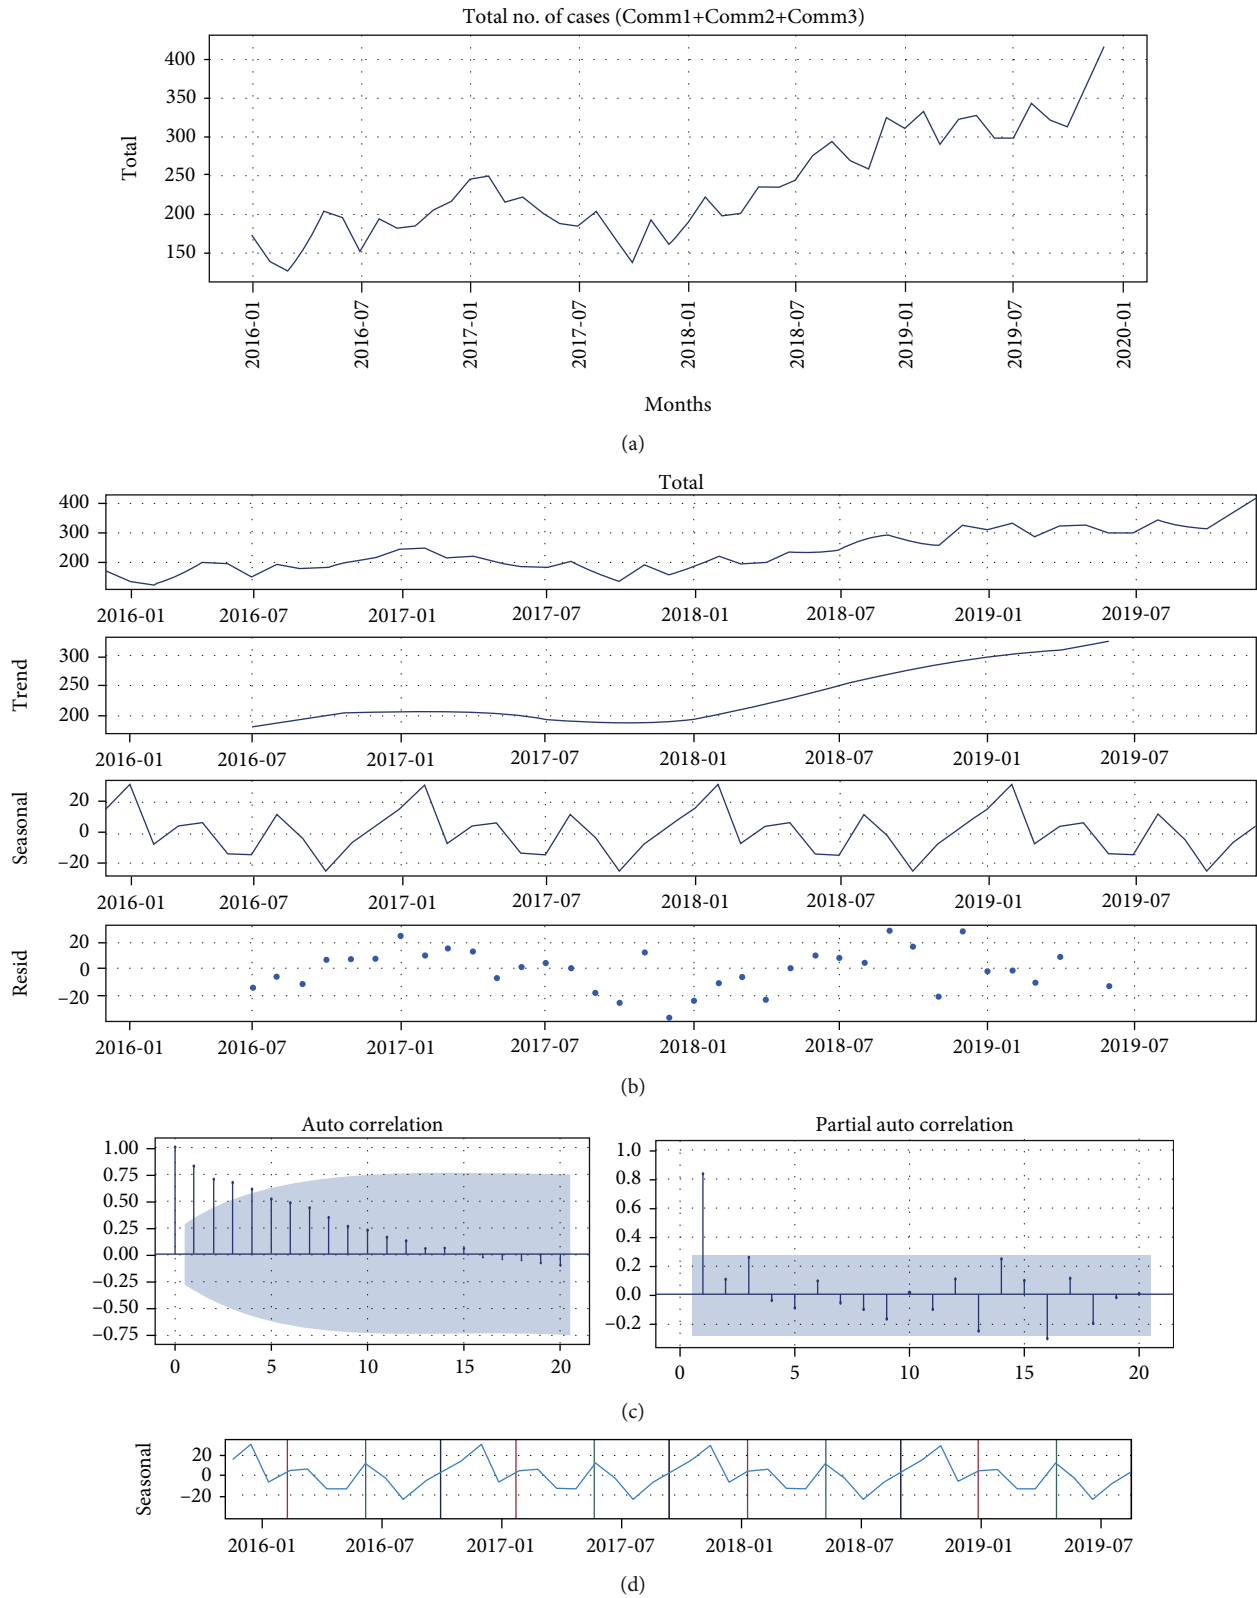 Total no. of cases (Comm1+Comm2+Comm3)
400
350
300
250
200
150
Total
2016-01
2016-07
2017-01
2017-07
2018-01
2018-07
2019-01
2019-07
2020-01
Months
(a)
Total
400
300
200
2016-01 2016-07 2017-01 2017-07 2018-01 2018-07 2019-01 2019-07
Trend
300
250
200
2016-01 2016-07 2017-01 2017-07 2018-01 2018-07 2019-01 2019-07
Seasonal
20
0
−20
2016-01 2016-07 2017-01 2017-07 2018-01 2018-07 2019-01 2019-07
Resid
20
0
−20
2016-01 2016-07 2017-01 2017-07 2018-01 2018-07 2019-01 2019-07
(b)
Auto correlation
1.00
0.75
0.50
0.25
0.00
−0.25
−0.50
−0.75
0 5 10 15 20
Partial auto correlation
1.0
0.8
0.6
0.4
0.2
0.0
−0.2
0 5 10 15 20
(c)
Seasonal
20
0
−20
2016-01 2016-07 2017-01 2017-07 2018-01 2018-07 2019-01 2019-07
(d)